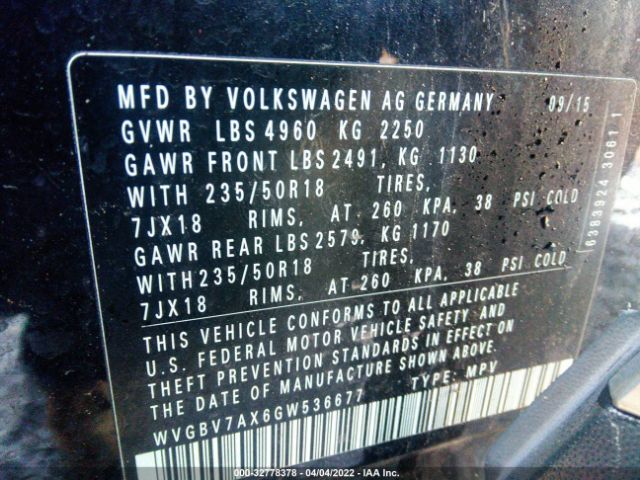 MFD BY VOLKSWAGEN AG GERMANY 09/15
GVWR LBS 4960 KG 2250
GAWR FRONT LBS 2491, KG 1130
WITH 235/50R18 TIRES,
7JX18 RIMS, AT 260 KPA, 38 PSI COLD
GAWR REAR LBS 2579, KG 1170
WITH 235/50R18 TIRES,
7JX18 RIMS, AT 260 KPA, 38 PSI COLD
THIS VEHICLE CONFORMS TO ALL APPLICABLE
U.S. FEDERAL MOTOR VEHICLE SAFETY AND
THEFT PREVENTION STANDARDS IN EFFECT ON
THE DATE OF MANUFACTURE SHOWN ABOVE.
WVGBV7AX6GW536677 TYPE: MPV
63839243061 1
000-32778378 - 04/04/2022 - IAA Inc.